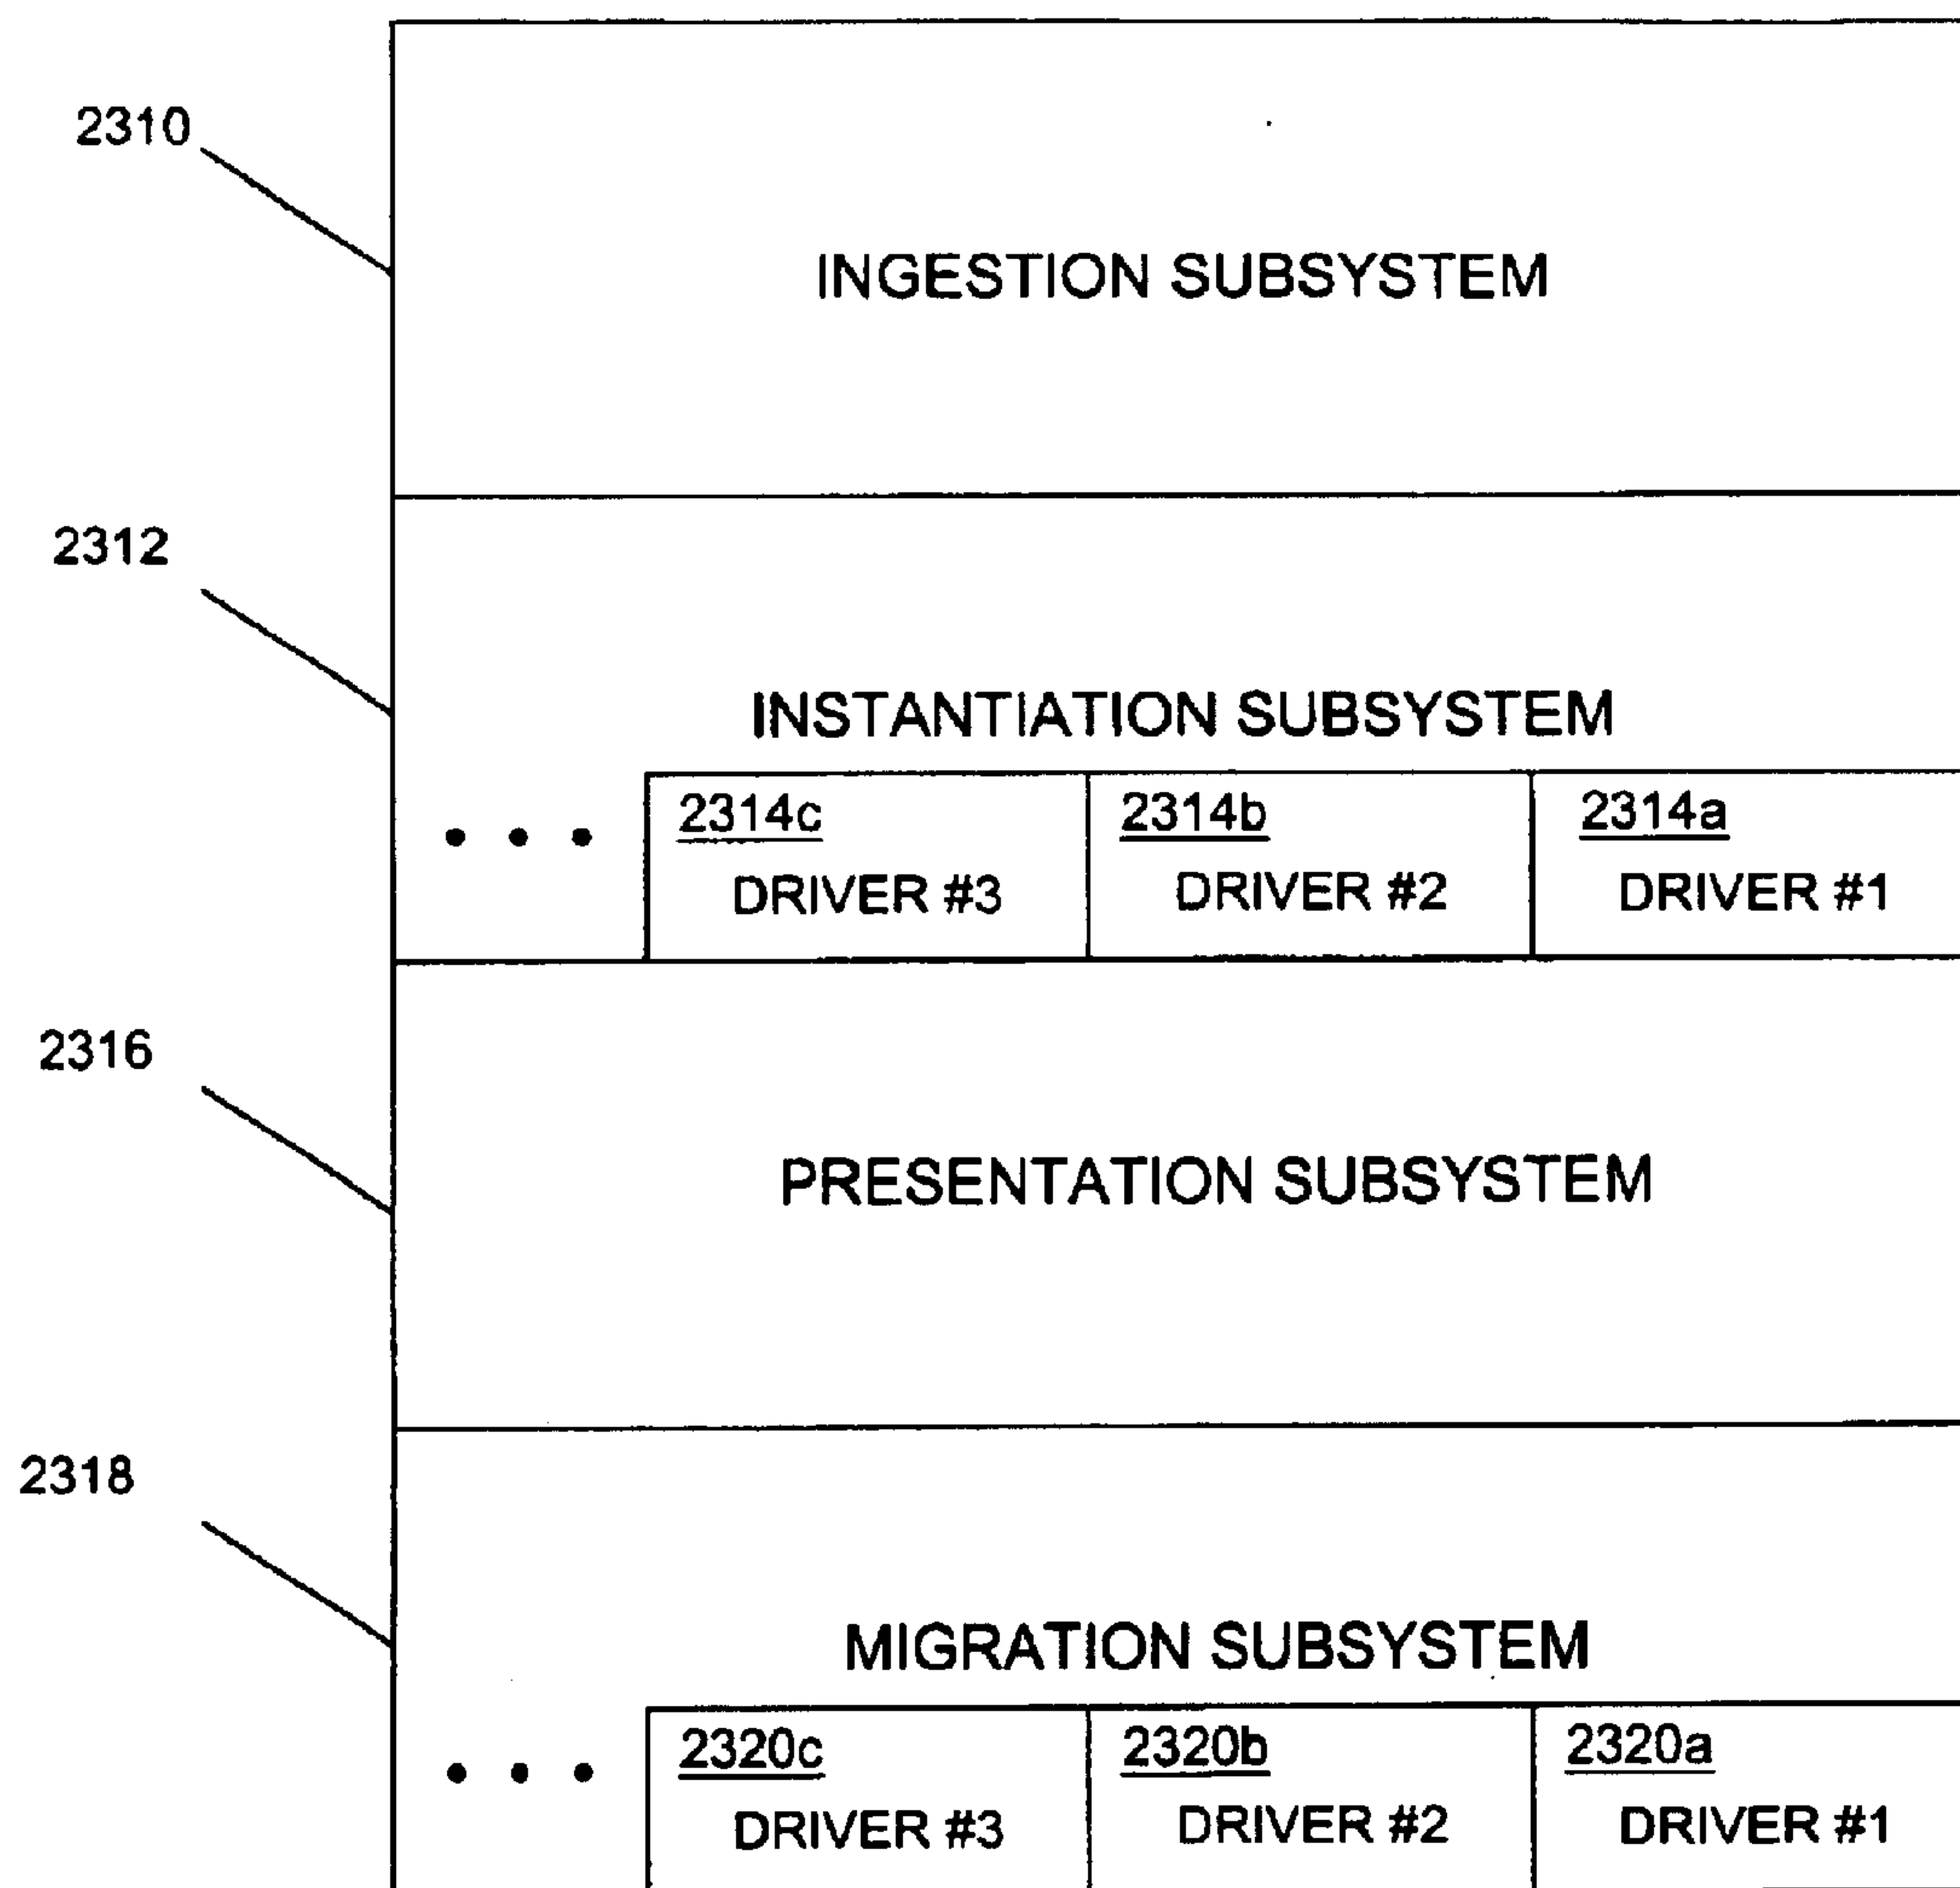 2310
INGESTION SUBSYSTEM
2312
INSTANTIATION SUBSYSTEM
2314c 2314b 2314a
DRIVER #3 DRIVER #2 DRIVER #1
2316
PRESENTATION SUBSYSTEM
2318
MIGRATION SUBSYSTEM
2320c 2320b 2320a
DRIVER #3 DRIVER #2 DRIVER #1